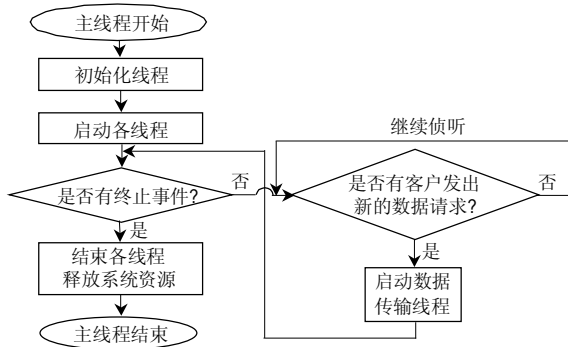 主线程开始
初始化线程
启动各线程
继续侦听
是否有终止事件?
否
是否有客户发出
新的数据请求?
否
是
是
结束各线程
释放系统资源
启动数据
传输线程
主线程结束